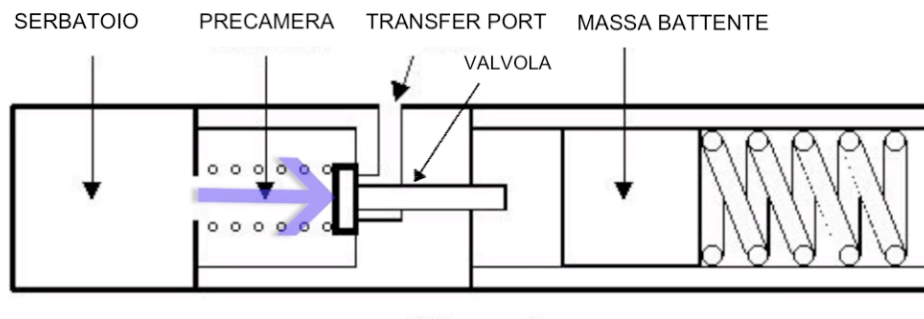 SERBATOIO
PRECAMERA
TRANSFER PORT
MASSA BATTENTE
VALVOLA